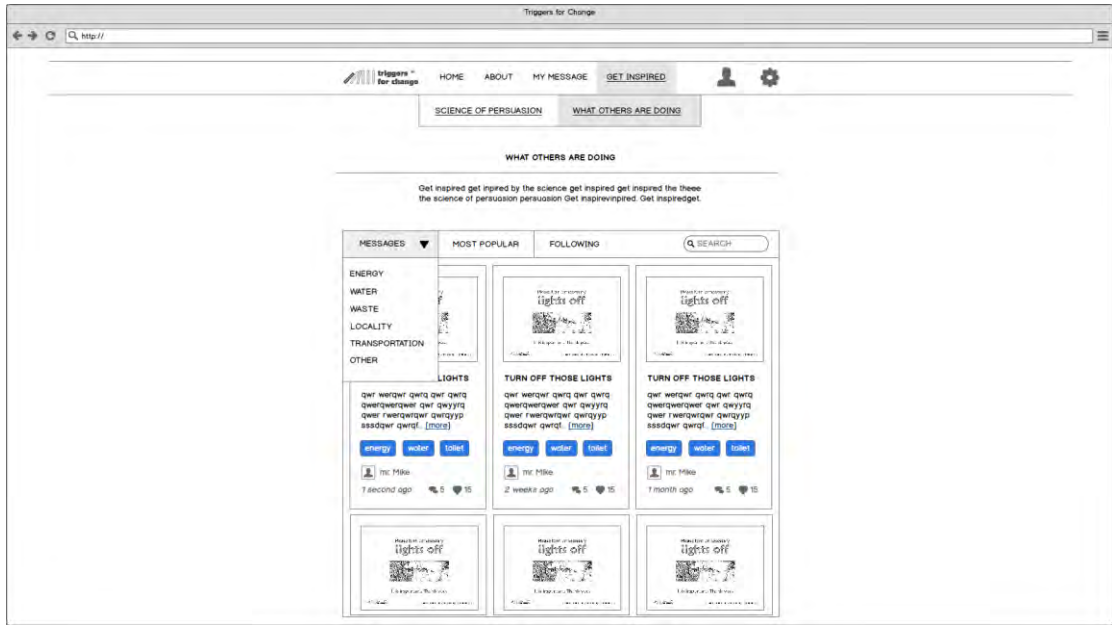 Triggers for Change
http://
triggers "
for change
HOME ABOUT MY MESSAGE GET INSPIRED
SCIENCE OF PERSUASION WHAT OTHERS ARE DOING
WHAT OTHERS ARE DOING
Get inspired get inpired by the science get inspired get inspired the theee
the science of persuasion persuasion Get inspirevinpired. Get inspiredget.
MESSAGES MOST POPULAR FOLLOWING SEARCH
ENERGY
WATER
WASTE
LOCALITY
TRANSPORTATION
OTHER
lights off
lights off
LIGHTS
qwr werqwr qwrq qwr qwrq
qwerqwerqwer qwr qwyyrq
qwer rwerqwrqwr qwrqyyp
sssdqwr qwrqf.. [more]
energy water toilet
mr. Mike
1 second ago 5 15
TURN OFF THOSE LIGHTS
qwr werqwr qwrq qwr qwrq
qwerqwerqwer qwr qwyyrq
qwer rwerqwrqwr qwrqyyp
sssdqwr qwrqf.. [more]
energy water toilet
mr. Mike
2 weeks ago 5 15
TURN OFF THOSE LIGHTS
qwr werqwr qwrq qwr qwrq
qwerqwerqwer qwr qwyyrq
qwer rwerqwrqwr qwrqyyp
sssdqwr qwrqf.. [more]
energy water toilet
mr. Mike
1 month ago 5 15
lights off
lights off
lights off